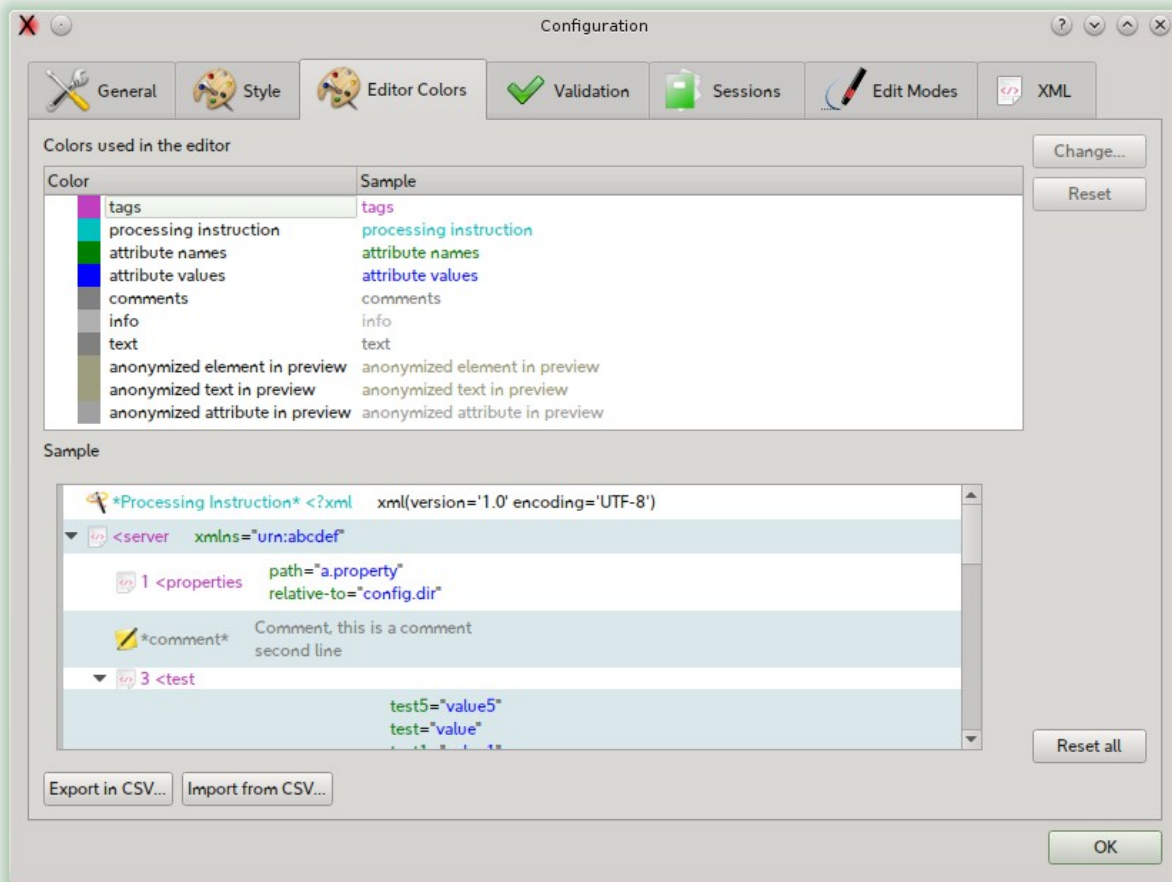 Configuration
General Style Editor Colors Validation Sessions Edit Modes XML
Colors used in the editor
Change...
Color Sample
Reset
tags tags
processing instruction processing instruction
attribute names attribute names
attribute values attribute values
comments comments
info info
text text
anonymized element in preview anonymized element in preview
anonymized text in preview anonymized text in preview
anonymized attribute in preview anonymized attribute in preview
Sample
*Processing Instruction* <?xml xml(version='1.0' encoding='UTF-8')
<server xmlns="urn:abcdef"
1 <properties path="a.property"
relative-to="config.dir"
*comment* Comment, this is a comment
second line
3 <test
test5="value5"
test="value"
Reset all
Export in CSV... Import from CSV...
OK